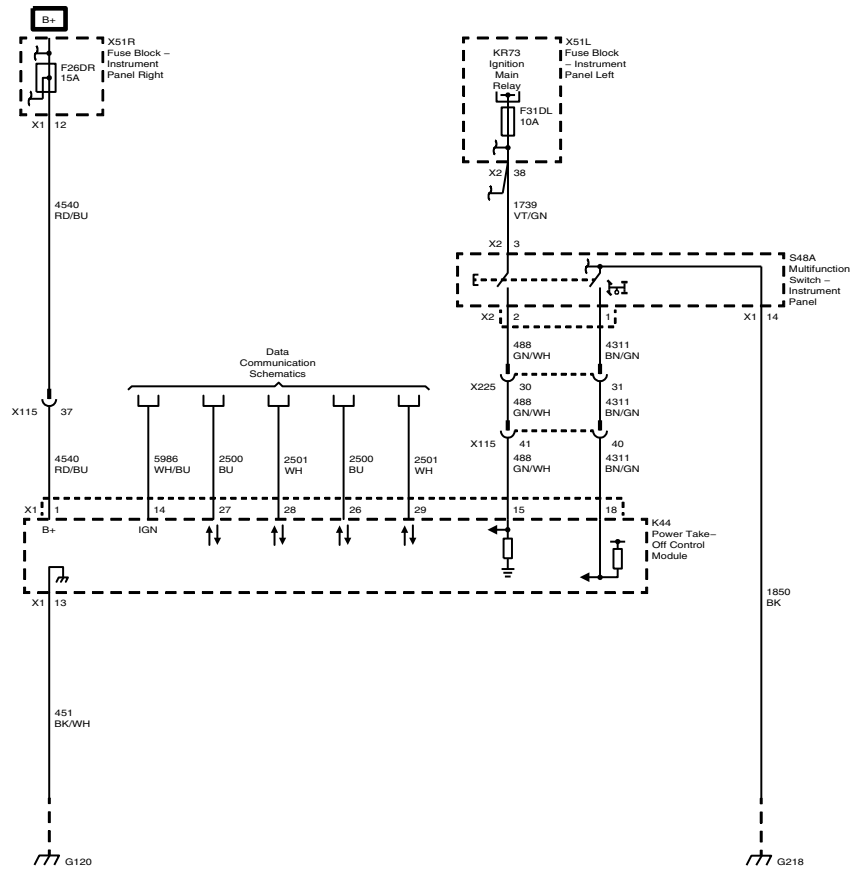 B+
X51R
Fuse Block –
Instrument
Panel Right
F26DR
15A
X1 12
X51L
Fuse Block
– Instrument
Panel Left
KR73
Ignition
Main
Relay
F31DL
10A
X2 38
4540
RD/BU
1739
VT/GN
X2 3
S48A
Multifunction
Switch –
Instrument
Panel
X2 2 1
X1 14
Data
Communication
Schematics
488
GN/WH
4311
BN/GN
X225 30 31
X115 37
488
GN/WH
4311
BN/GN
X115 41 40
4540
RD/BU
5986
WH/BU
2500
BU
2501
WH
2500
BU
2501
WH
488
GN/WH
4311
BN/GN
X1 1 14 27 28 26 29 15 18
B+ IGN
K44
Power Take–
Off Control
Module
X1 13
1850
BK
451
BK/WH
G120
G218